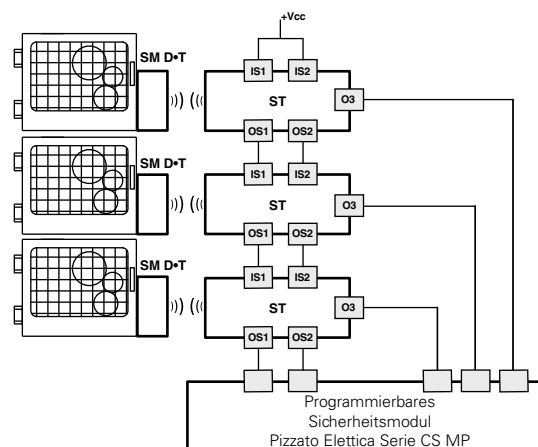 +Vcc
SM D•T
IS1 IS2
ST
O3
OS1 OS2
SM D•T
IS1 IS2
ST
O3
OS1 OS2
SM D•T
IS1 IS2
ST
O3
OS1 OS2
Programmierbares
Sicherheitsmodul
Pizzato Elettica Serie CS MP